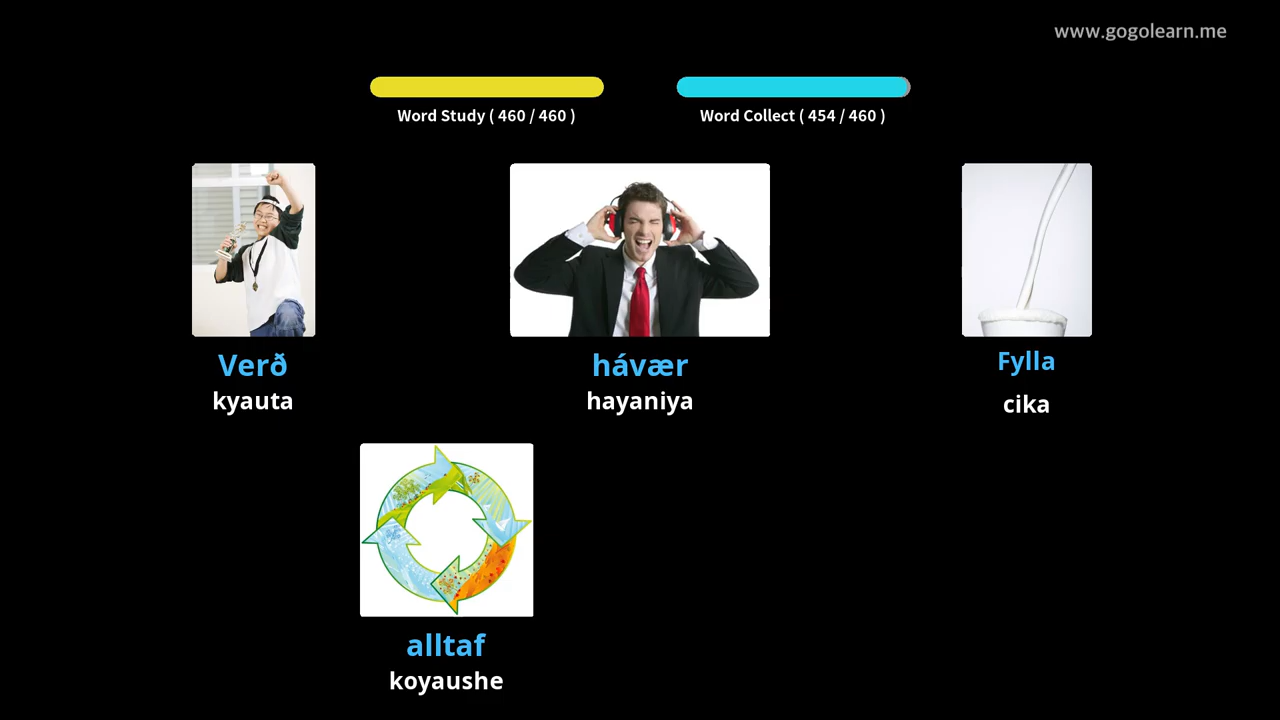 www.gogolearn.me
Word Study ( 460 / 460 )
Word Collect ( 454 / 460 )
Verð
kyauta
hávær
hayaniya
Fylla
cika
alltaf
koyaushe